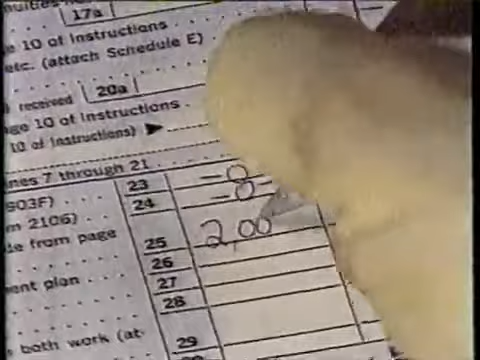 17a
e 10 of Instructions
etc. (attach Schedule E)
received 20a
age 10 of Instructions
10 of Instructions)
nes 7 through 21
23 -0
503F) 24 -0
m 2106)
de from page 25 2,00
26
ent plan 27
28
both work (at- 29